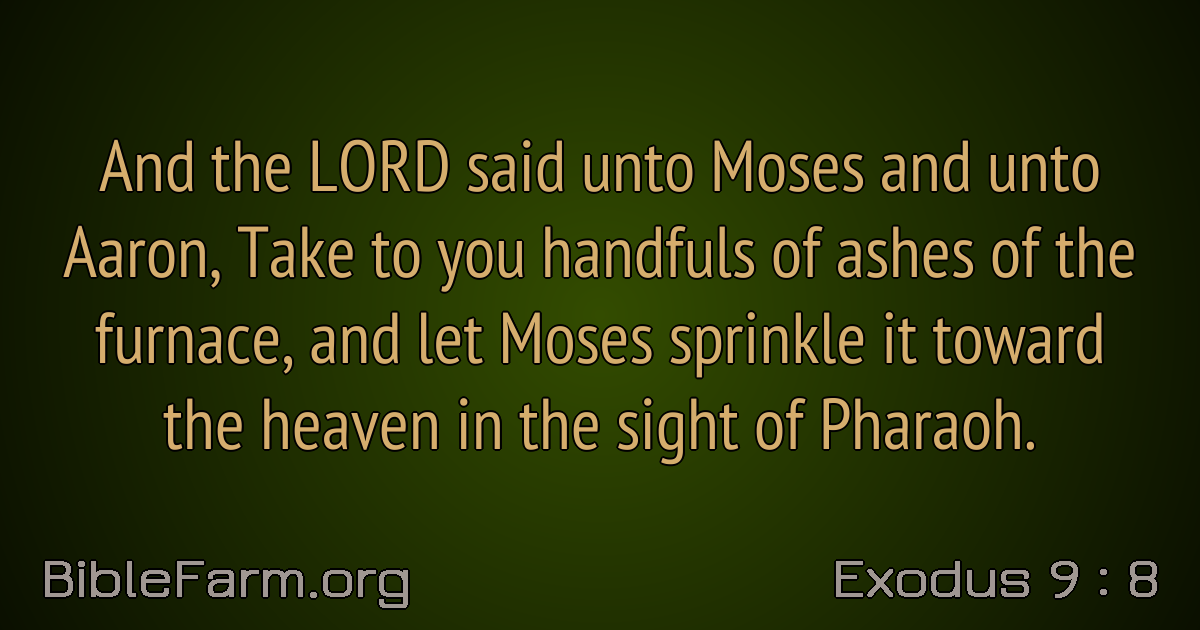 And the LORD said unto Moses and unto
Aaron, Take to you handfuls of ashes of the
furnace, and let Moses sprinkle it toward
the heaven in the sight of Pharaoh.
BibleFarm.org
Exodus 9 : 8